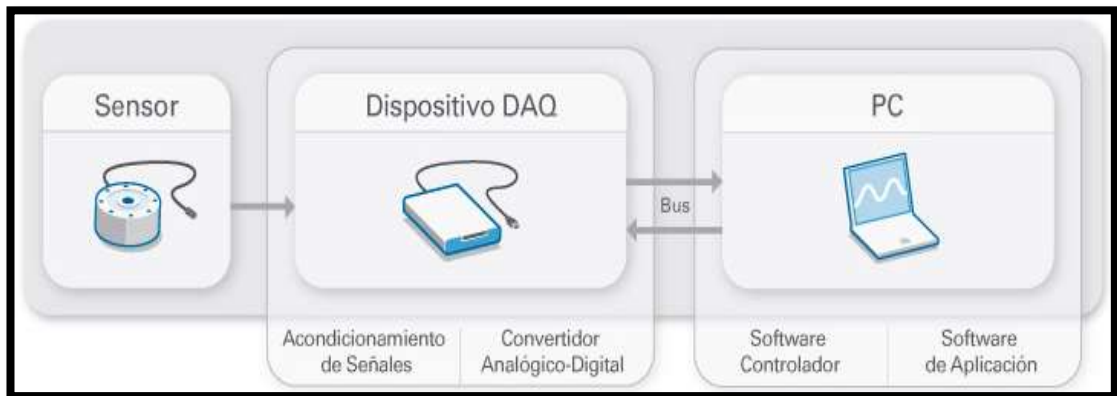 Sensor
Dispositivo DAQ
PC
Bus
Acondicionamiento
de Señales
Convertidor
Analógico-Digital
Software
Controlador
Software
de Aplicación